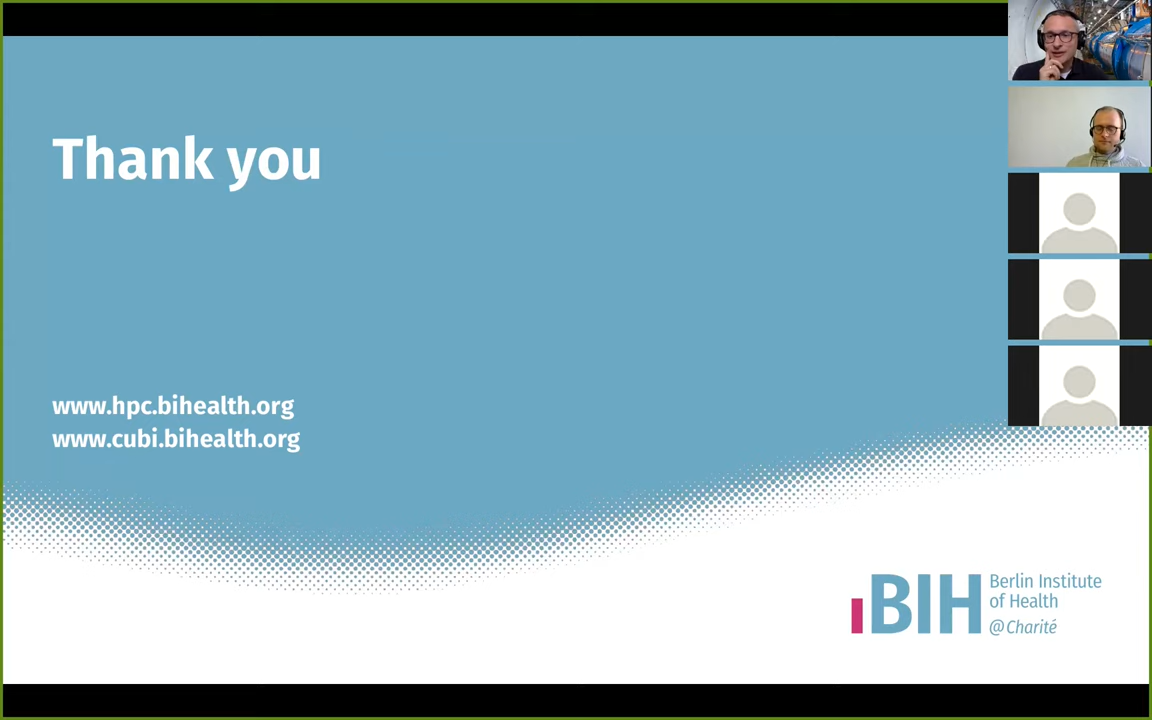 Thank you
www.hpc.bihealth.org
www.cubi.bihealth.org
BIH
Berlin Institute
of Health
@Charité